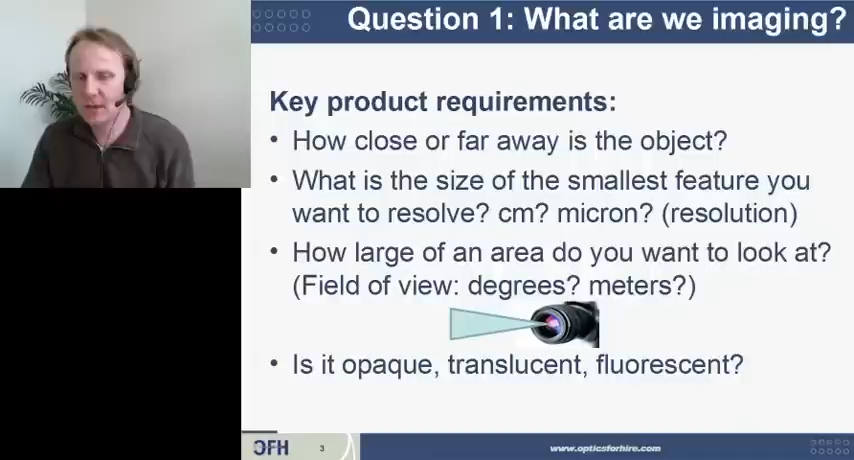 Question 1: What are we imaging?
Key product requirements:
• How close or far away is the object?
• What is the size of the smallest feature you
want to resolve? cm? micron? (resolution)
• How large of an area do you want to look at?
(Field of view: degrees? meters?)
• Is it opaque, translucent, fluorescent?
OFH
3
www.opticsforhire.com